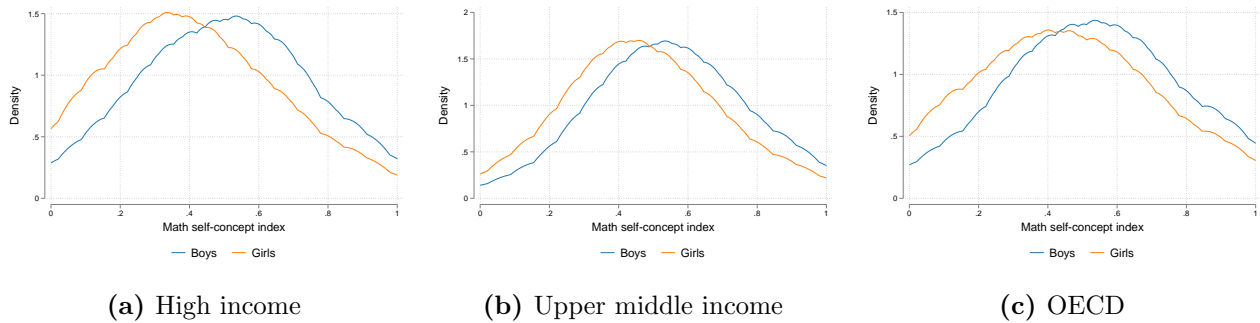 1.5
1
.5
0
Density
0 .2 .4 .6 .8 1
Math self-concept index
Boys Girls
(a) High income
2
1.5
1
.5
0
Density
0 .2 .4 .6 .8 1
Math self-concept index
Boys Girls
(b) Upper middle income
1.5
1
.5
0
Density
0 .2 .4 .6 .8 1
Math self-concept index
Boys Girls
(c) OECD